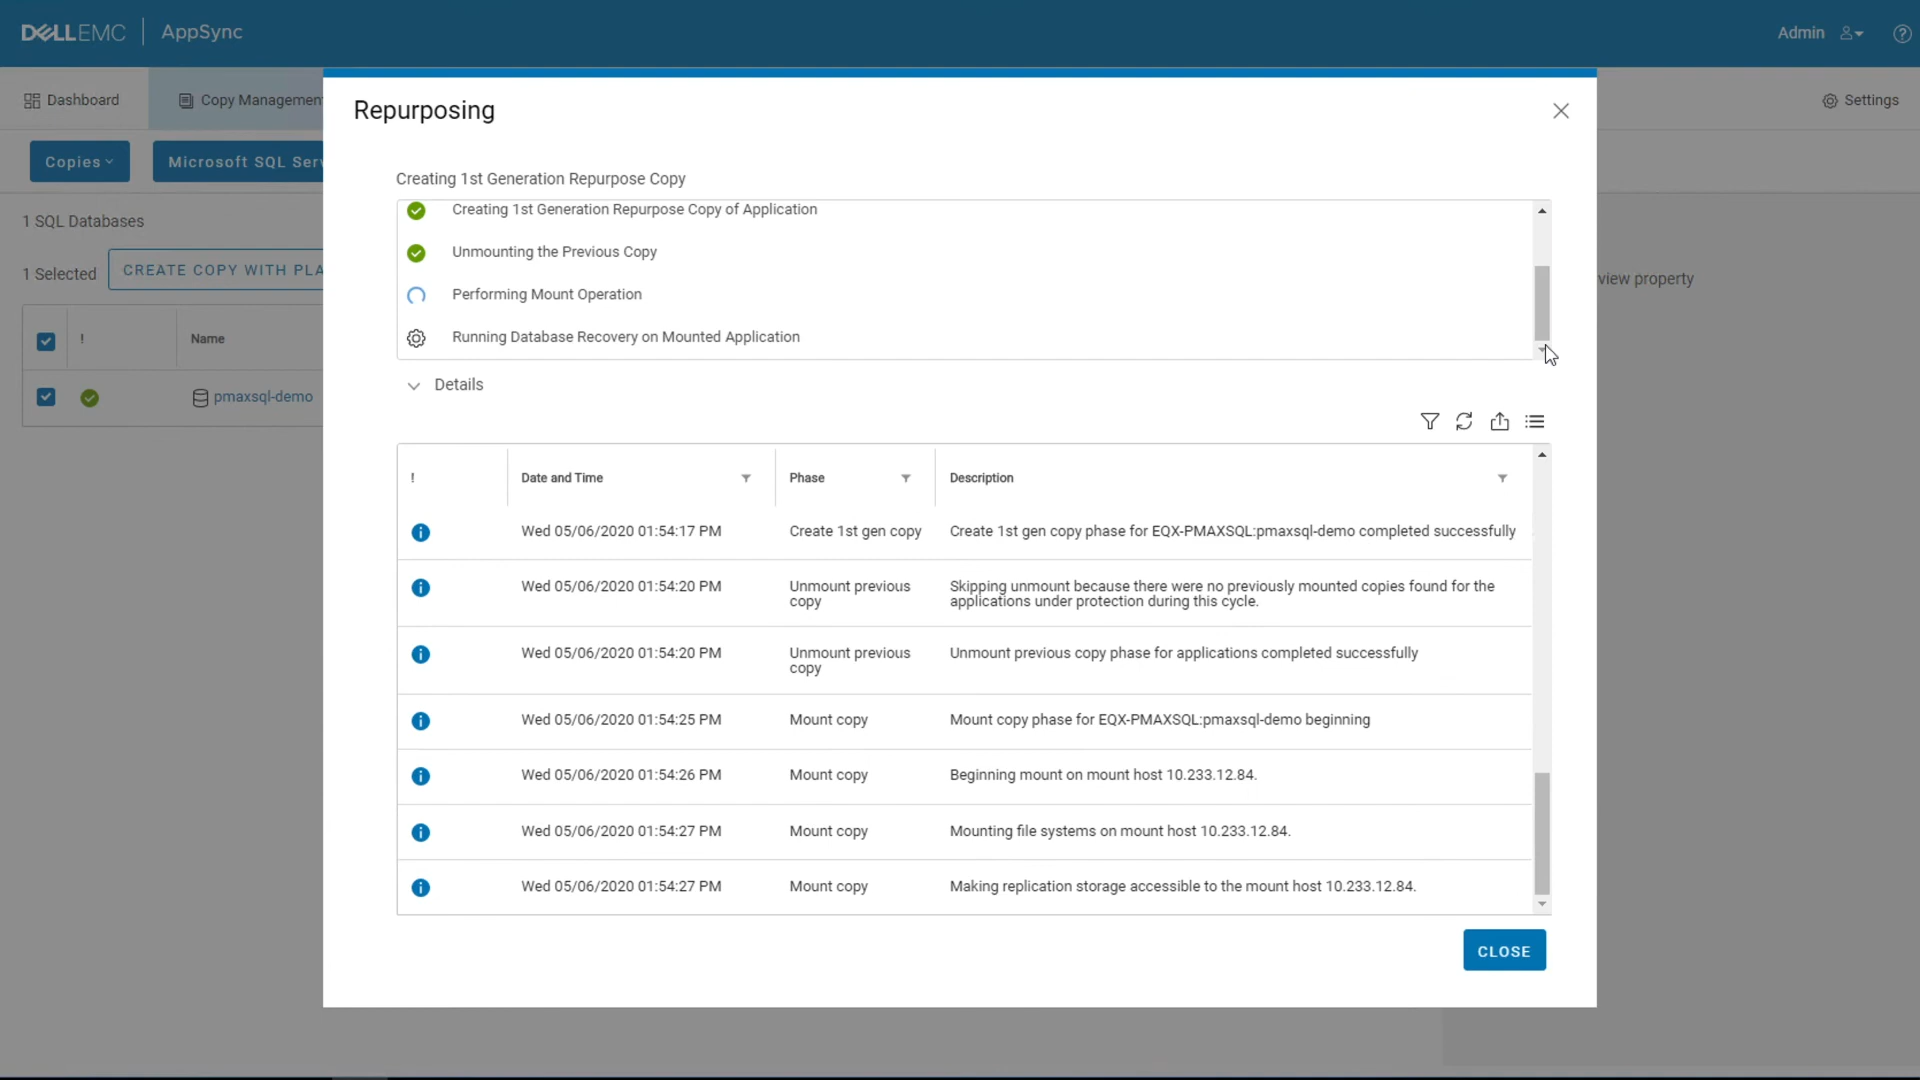 DELLEMC AppSync
Admin
Dashboard
Copy Managemen
Settings
Repurposing
Copies
Microsoft SQL Serv
Creating 1st Generation Repurpose Copy
Creating 1st Generation Repurpose Copy of Application
Unmounting the Previous Copy
Performing Mount Operation
Running Database Recovery on Mounted Application
1 SQL Databases
1 Selected
CREATE COPY WITH PLA
view property
! Name
pmaxsql-demo
Details
! Date and Time Phase Description
Wed 05/06/2020 01:54:17 PM Create 1st gen copy Create 1st gen copy phase for EQX-PMAXSQL:pmaxsql-demo completed successfully
Wed 05/06/2020 01:54:20 PM Unmount previous Skipping unmount because there were no previously mounted copies found for the
copy applications under protection during this cycle.
Wed 05/06/2020 01:54:20 PM Unmount previous Unmount previous copy phase for applications completed successfully
copy
Wed 05/06/2020 01:54:25 PM Mount copy Mount copy phase for EQX-PMAXSQL:pmaxsql-demo beginning
Wed 05/06/2020 01:54:26 PM Mount copy Beginning mount on mount host 10.233.12.84.
Wed 05/06/2020 01:54:27 PM Mount copy Mounting file systems on mount host 10.233.12.84.
Wed 05/06/2020 01:54:27 PM Mount copy Making replication storage accessible to the mount host 10.233.12.84.
CLOSE